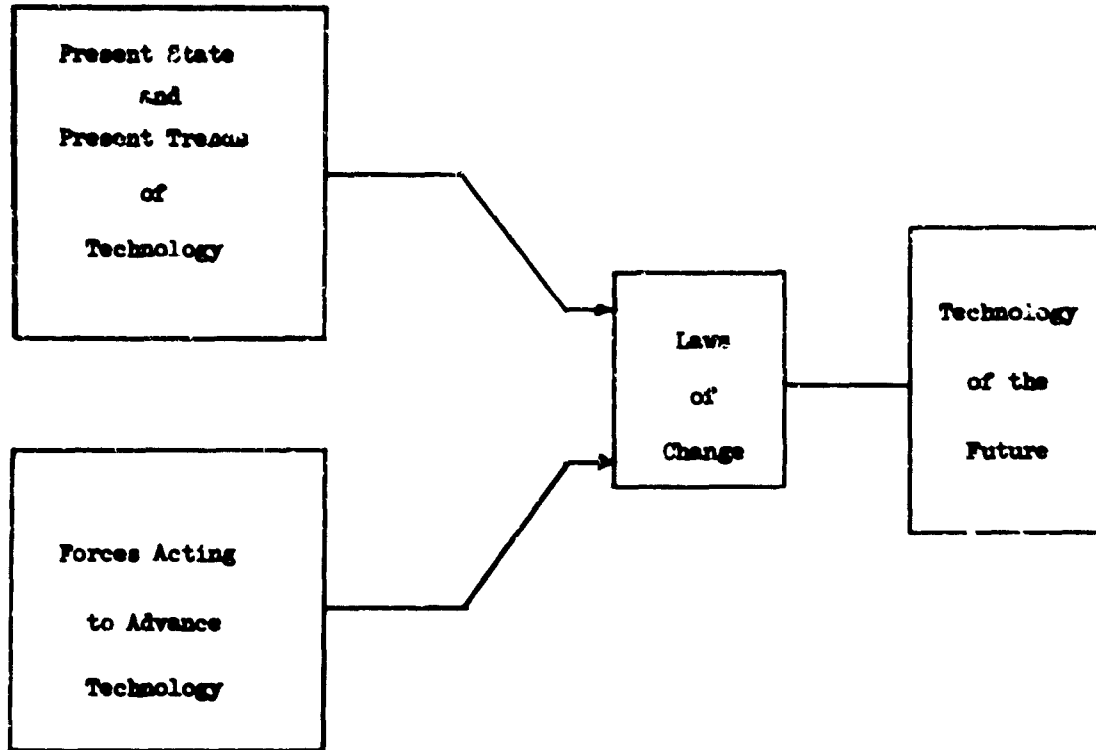 Present State
and
Present Trends
of
Technology
Forces Acting
to Advance
Technology
Laws
of
Change
Technology
of the
Future